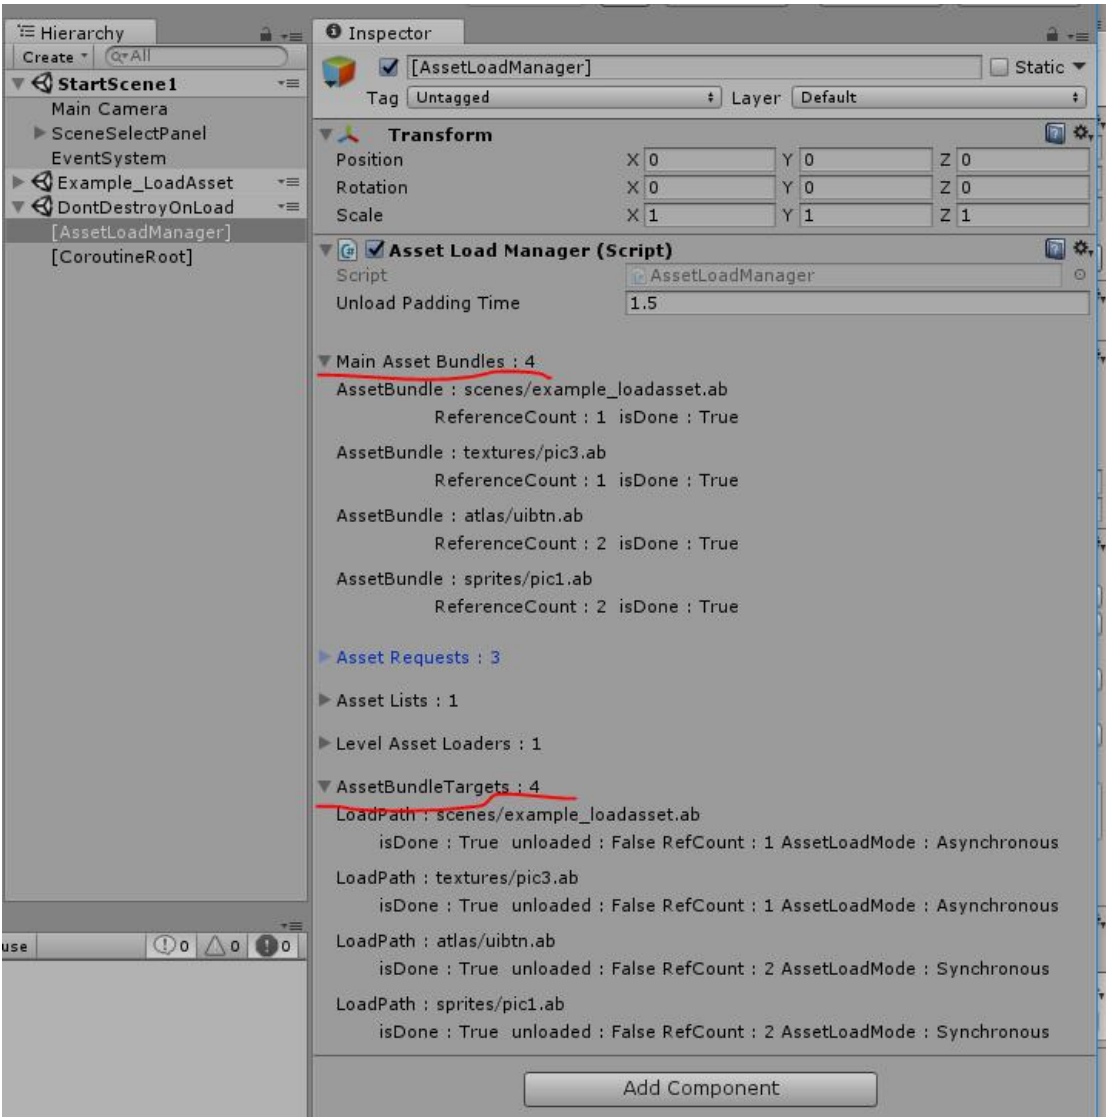 Hierarchy
Create
All
StartScene1
Main Camera
SceneSelectPanel
EventSystem
Example_LoadAsset
DontDestroyOnLoad
[AssetLoadManager]
[CoroutineRoot]
use
0 0 0
Inspector
[AssetLoadManager] Static
Tag Untagged Layer Default
Transform
Position X 0 Y 0 Z 0
Rotation X 0 Y 0 Z 0
Scale X 1 Y 1 Z 1
Asset Load Manager (Script)
Script AssetLoadManager
Unload Padding Time 1.5
Main Asset Bundles : 4
AssetBundle : scenes/example_loadasset.ab
ReferenceCount : 1 isDone : True
AssetBundle : textures/pic3.ab
ReferenceCount : 1 isDone : True
AssetBundle : atlas/uibtn.ab
ReferenceCount : 2 isDone : True
AssetBundle : sprites/pic1.ab
ReferenceCount : 2 isDone : True
Asset Requests : 3
Asset Lists : 1
Level Asset Loaders : 1
AssetBundleTargets : 4
LoadPath : scenes/example_loadasset.ab
isDone : True unloaded : False RefCount : 1 AssetLoadMode : Asynchronous
LoadPath : textures/pic3.ab
isDone : True unloaded : False RefCount : 1 AssetLoadMode : Asynchronous
LoadPath : atlas/uibtn.ab
isDone : True unloaded : False RefCount : 2 AssetLoadMode : Synchronous
LoadPath : sprites/pic1.ab
isDone : True unloaded : False RefCount : 2 AssetLoadMode : Synchronous
Add Component